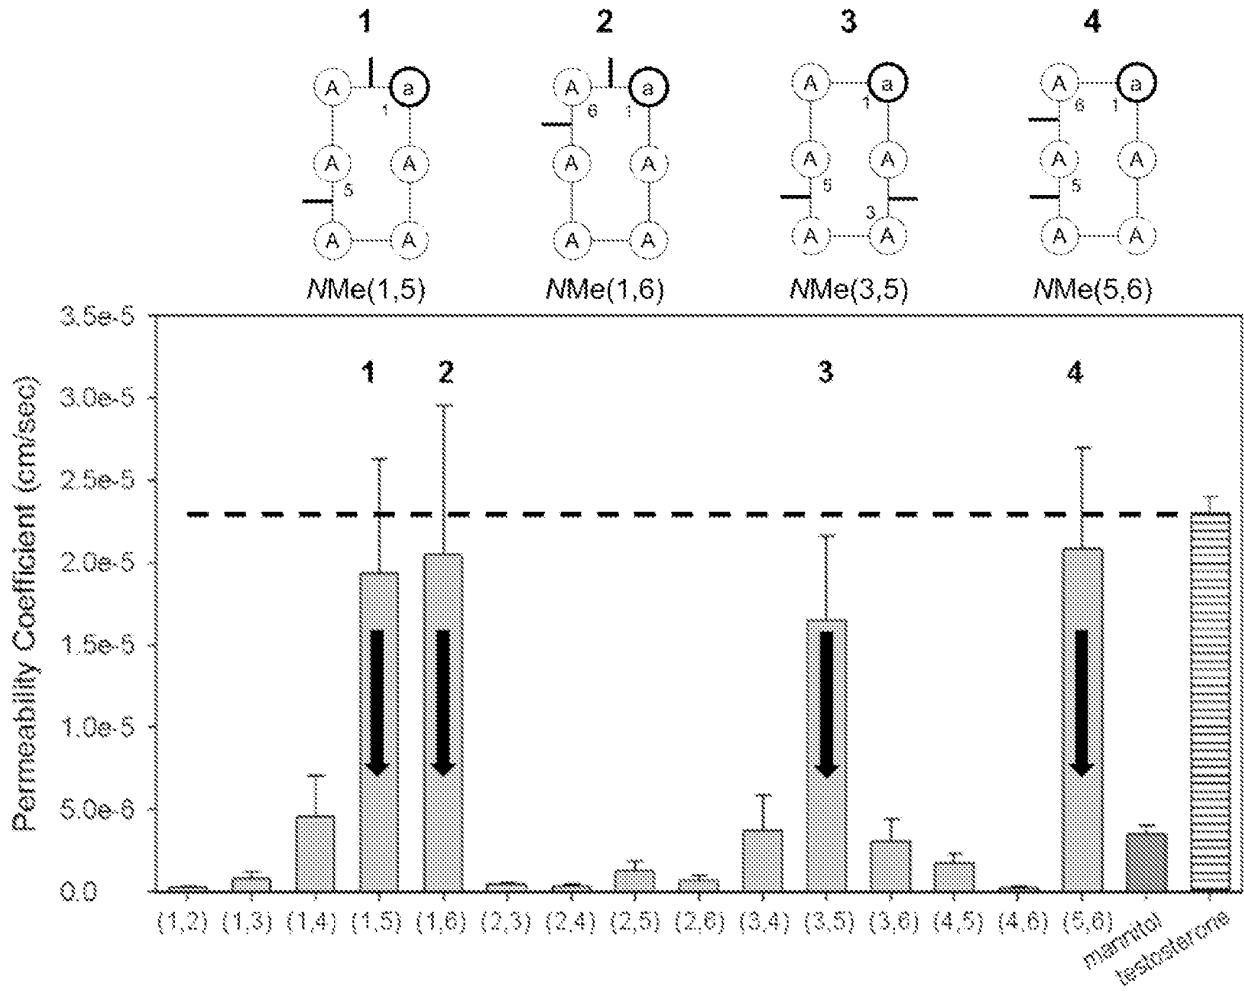 1 2 3 4
A a A a A a A a
1 6 1 1 6 1
A A A A A A A A
5 5 5
3
A A A A A A A A
NMe(1,5) NMe(1,6) NMe(3,5) NMe(5,6)
3.5e-5
1 2 3 4
3.0e-5
2.5e-5
2.0e-5
1.5e-5
1.0e-5
5.0e-6
0.0
Permeability Coefficient (cm/sec)
(1,2) (1,3) (1,4) (1,5) (1,6) (2,3) (2,4) (2,5) (2,6) (3,4) (3,5) (3,6) (4,5) (4,6) (5,6) mannitol testosterone